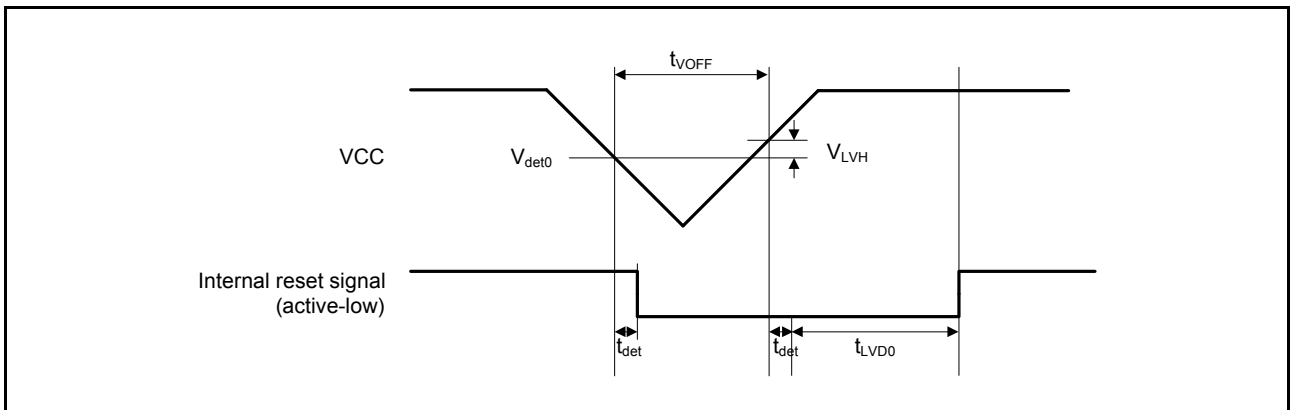 tVOFF
VCC
Vdet0
VLVH
Internal reset signal
(active-low)
tdet
tdet
tLVD0